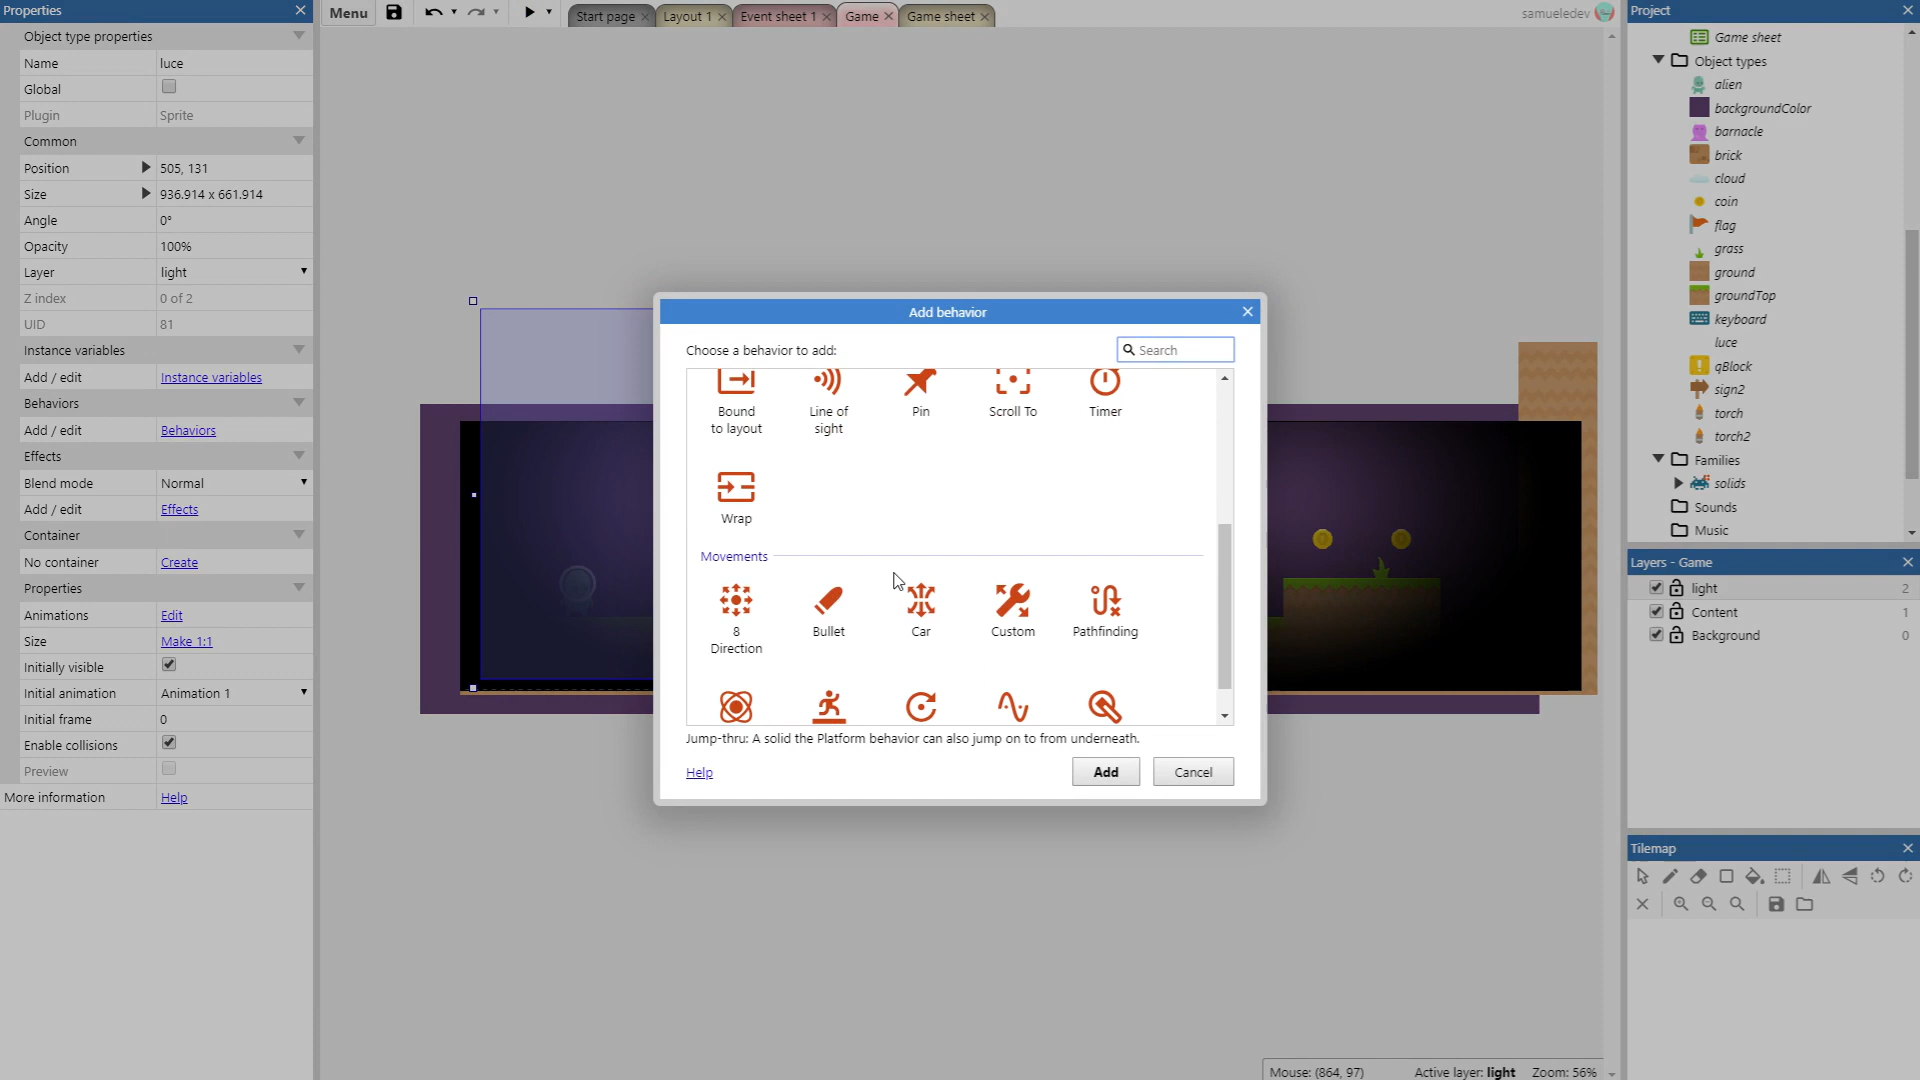 Properties
Object type properties
Name luce
Global
Plugin Sprite
Common
Position 505, 131
Size 936.914 x 661.914
Angle 0°
Opacity 100%
Layer light
Z index 0 of 2
UID 81
Instance variables
Add / edit Instance variables
Behaviors
Add / edit Behaviors
Effects
Blend mode Normal
Add / edit Effects
Container
No container Create
Properties
Animations Edit
Size Make 1:1
Initially visible
Initial animation Animation 1
Initial frame 0
Enable collisions
Preview
More information Help
Menu
Start page
Layout 1
Event sheet 1
Game
Game sheet
samueledev
Add behavior
Choose a behavior to add:
Search
Bound
to layout
Line of
sight
Pin
Scroll To
Timer
Wrap
Movements
8
Direction
Bullet
Car
Custom
Pathfinding
Jump-thru: A solid the Platform behavior can also jump on to from underneath.
Help
Add
Cancel
Project
Game sheet
Object types
alien
backgroundColor
barnacle
brick
cloud
coin
flag
grass
ground
groundTop
keyboard
luce
qBlock
sign2
torch
torch2
Families
solids
Sounds
Music
Layers - Game
light 2
Content 1
Background 0
Tilemap
Mouse: (864, 97) Active layer: light Zoom: 56%